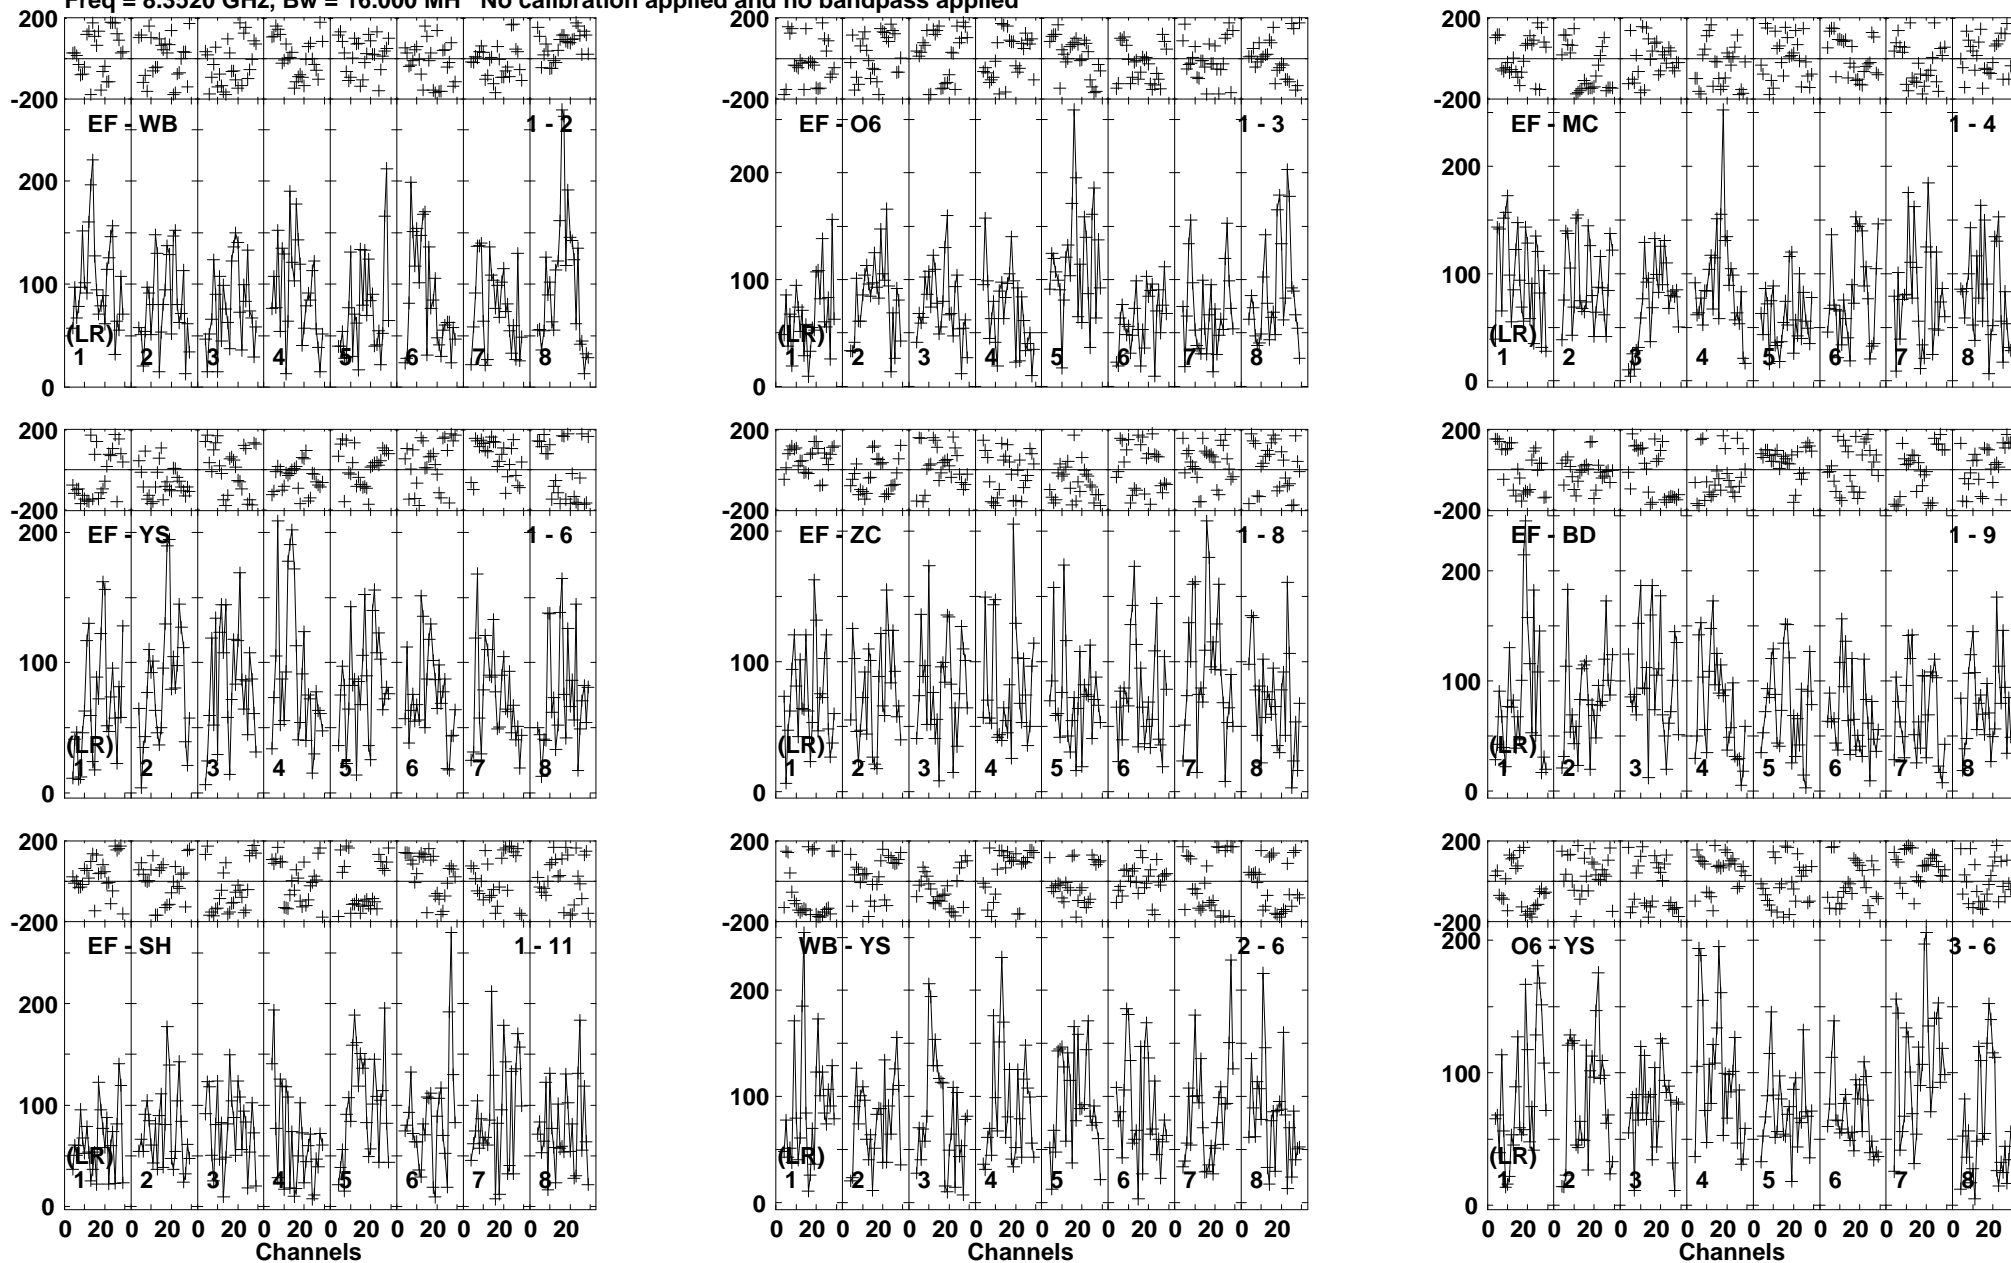 Freq = 8.3520 GHz, Bw = 16.000 MH No calibration applied and no bandpass applied
200 200 200
-200 -200 -200
EF - WB 1 - 2 EF - O6 1 - 3 EF - MC 1 - 4
200 200 200
100 100 100
(LR) (LR) (LR)
1 2 3 4 5 6 7 8 1 2 3 4 5 6 7 8 1 2 3 4 5 6 7 8
0 0 0
200 200 200
-200 -200 -200
EF - YS 1 - 6 EF - ZC 1 - 8 EF - BD 1 - 9
200 200 200
100 100 100
(LR) (LR) (LR)
1 2 3 4 5 6 7 8 1 2 3 4 5 6 7 8 1 2 3 4 5 6 7 8
0 0 0
200 200 200
-200 -200 -200
EF - SH 1 - 11 WB - YS 2 - 6 O6 - YS 3 - 6
200 200 200
100 100 100
(LR) (LR) (LR)
1 2 3 4 5 6 7 8 1 2 3 4 5 6 7 8 1 2 3 4 5 6 7 8
0 0 0
0 20 0 20 0 20 0 20 0 20 0 20 0 20 0 20 0 20 0 20 0 20 0 20 0 20 0 20 0 20 0 20 0 20 0 20 0 20 0 20 0 20 0 20 0 20 0 20
Channels Channels Channels